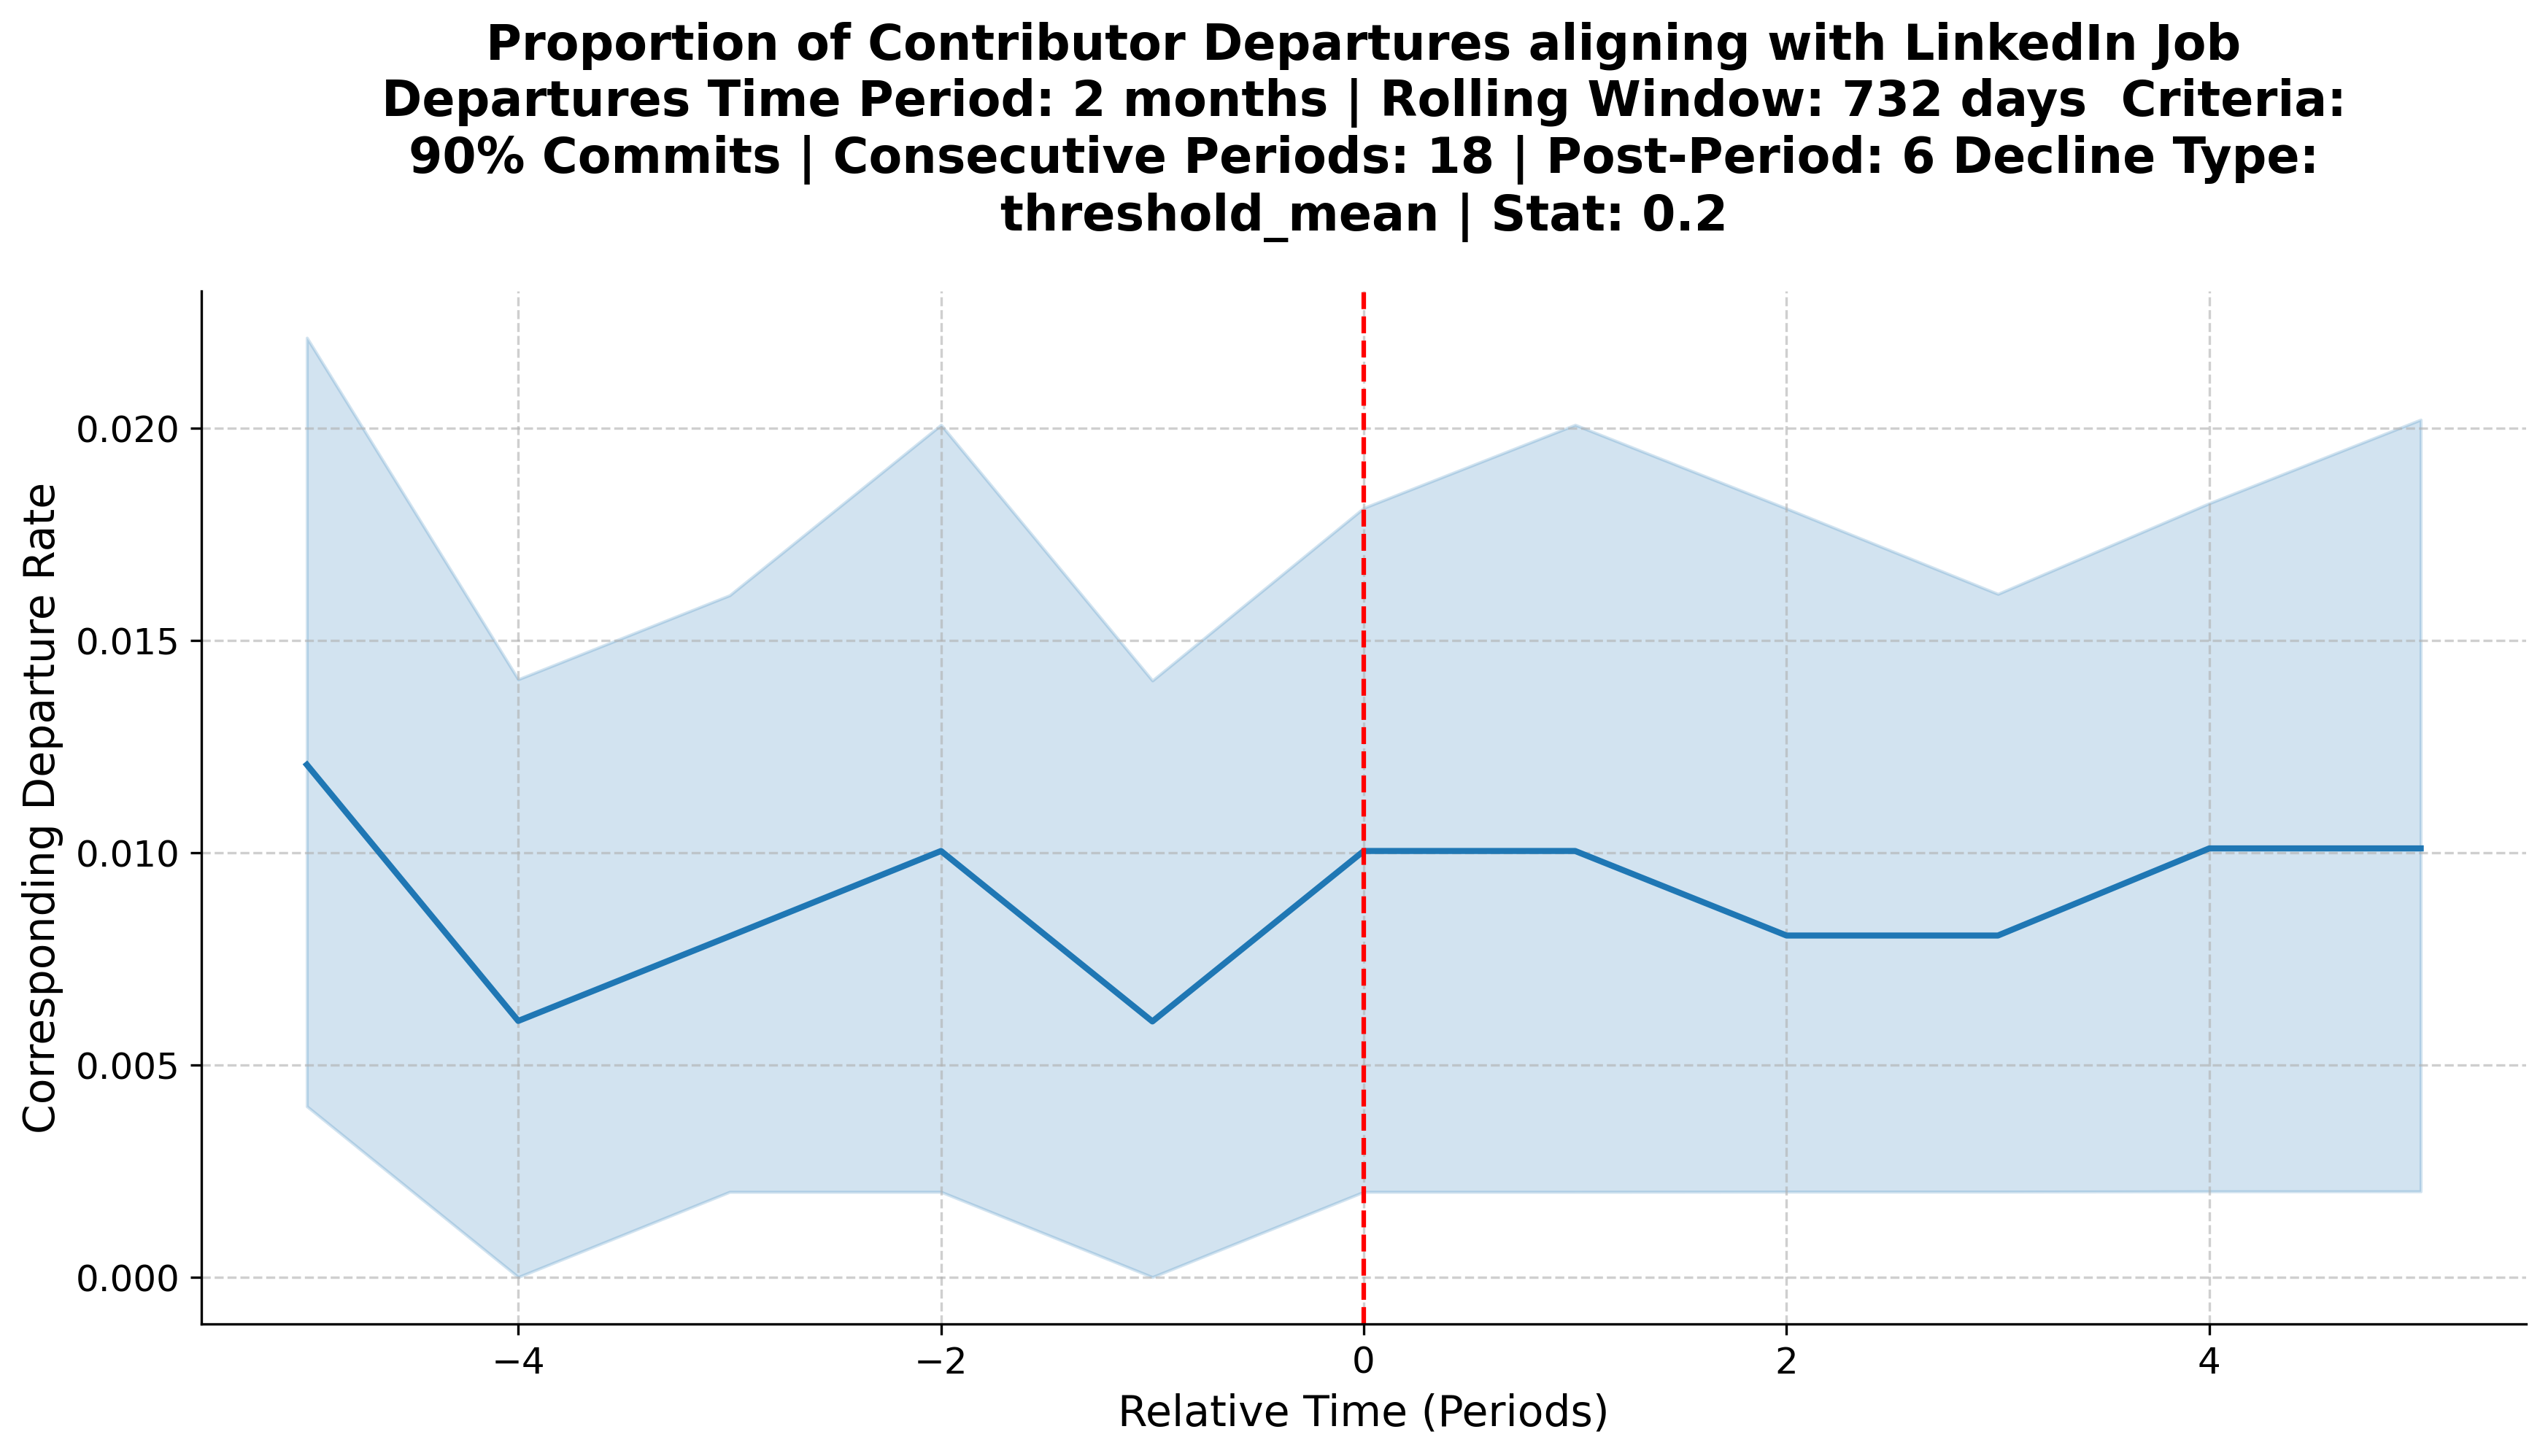 Proportion of Contributor Departures aligning with LinkedIn Job
Departures Time Period: 2 months | Rolling Window: 732 days  Criteria:
90% Commits | Consecutive Periods: 18 | Post-Period: 6 Decline Type:
threshold_mean | Stat: 0.2
Corresponding Departure Rate
0.020
0.015
0.010
0.005
0.000
−4
−2
0
2
4
Relative Time (Periods)